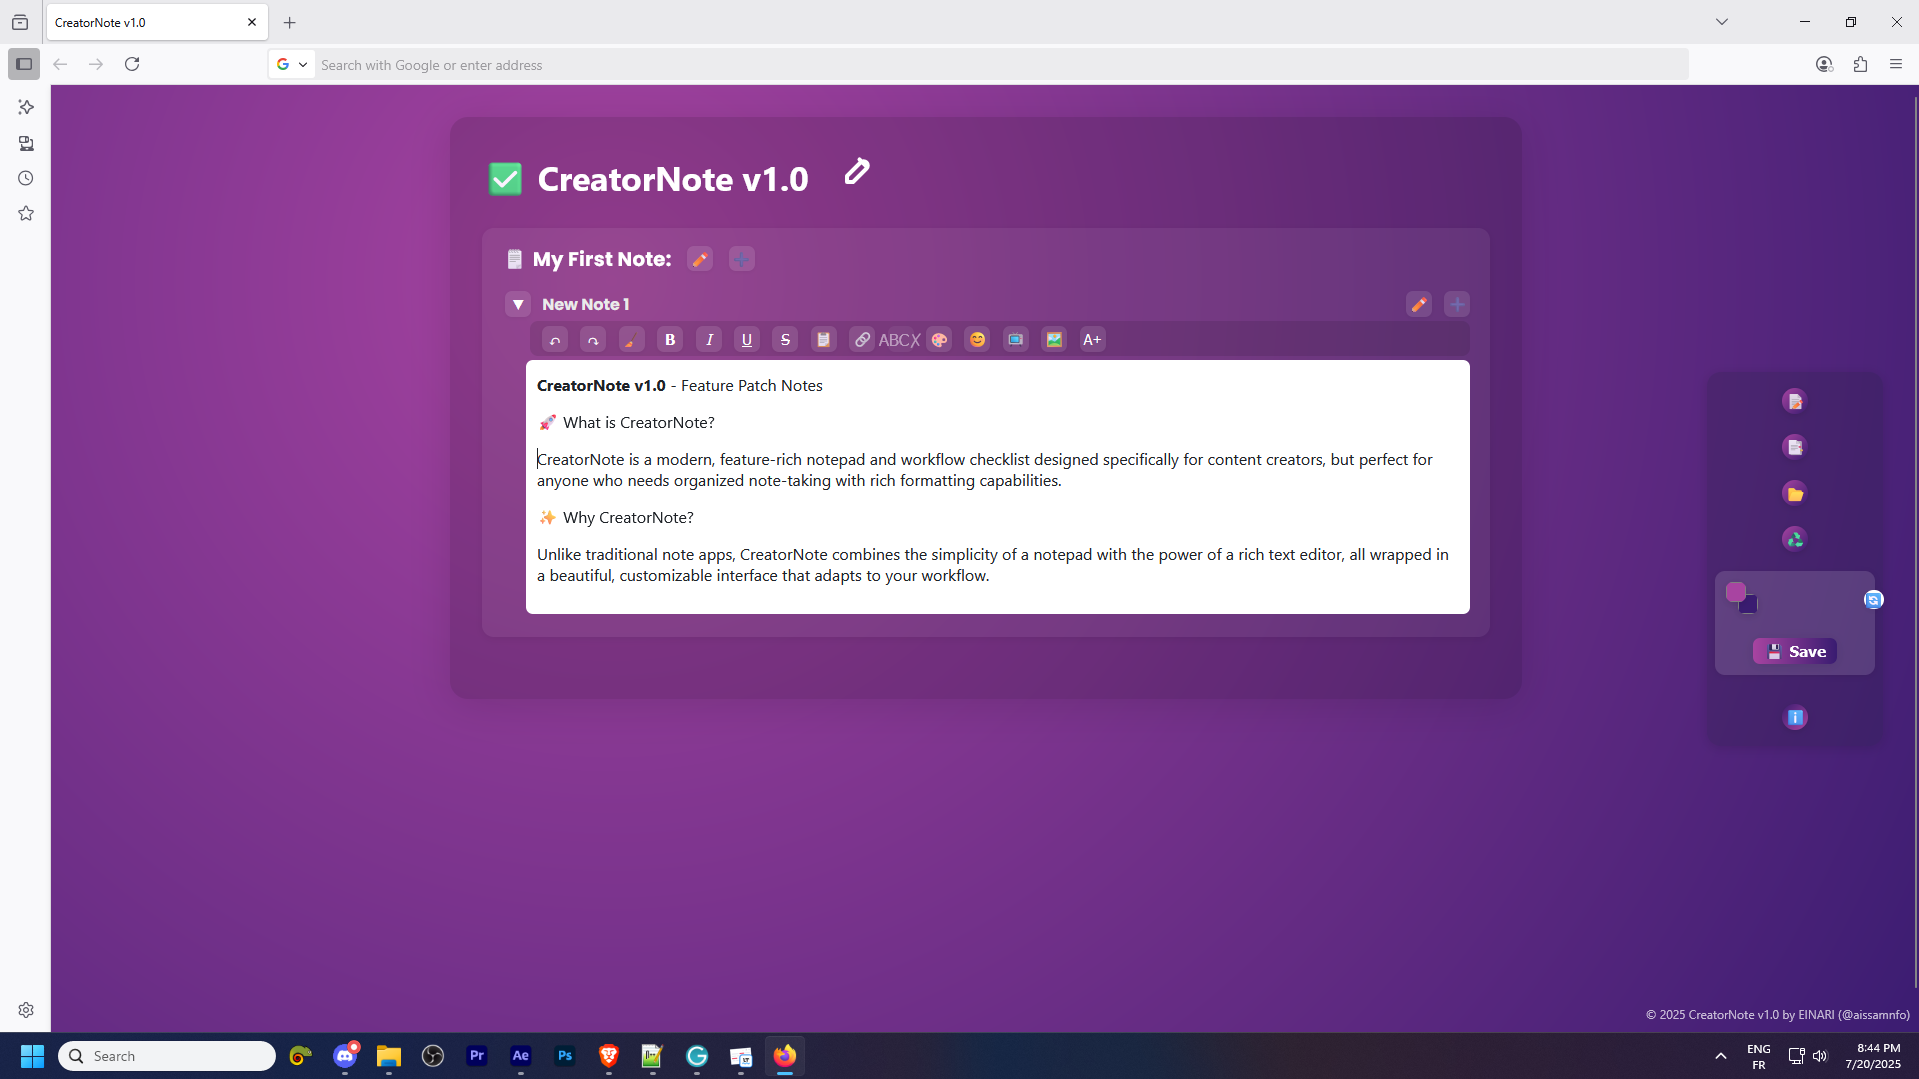 CreatorNote v1.0
Search with Google or enter address
CreatorNote v1.0
My First Note:
New Note 1
B I U S ABCX A+
CreatorNote v1.0 - Feature Patch Notes
What is CreatorNote?
CreatorNote is a modern, feature-rich notepad and workflow checklist designed specifically for content creators, but perfect for
anyone who needs organized note-taking with rich formatting capabilities.
Why CreatorNote?
Unlike traditional note apps, CreatorNote combines the simplicity of a notepad with the power of a rich text editor, all wrapped in
a beautiful, customizable interface that adapts to your workflow.
Save
© 2025 CreatorNote v1.0 by EINARI (@aissamnfo)
Search
Pr
Ae
Ps
ENG
FR
8:44 PM
7/20/2025